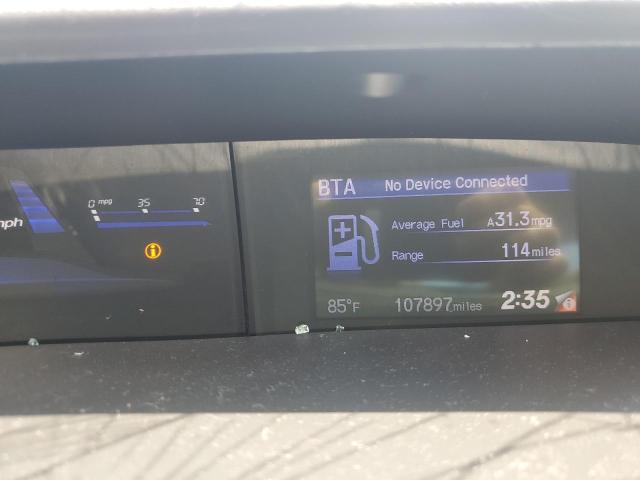 mph
0 mpg 35 70
BTA No Device Connected
Average Fuel A31.3mpg
Range 114miles
85°F 107897miles 2:35